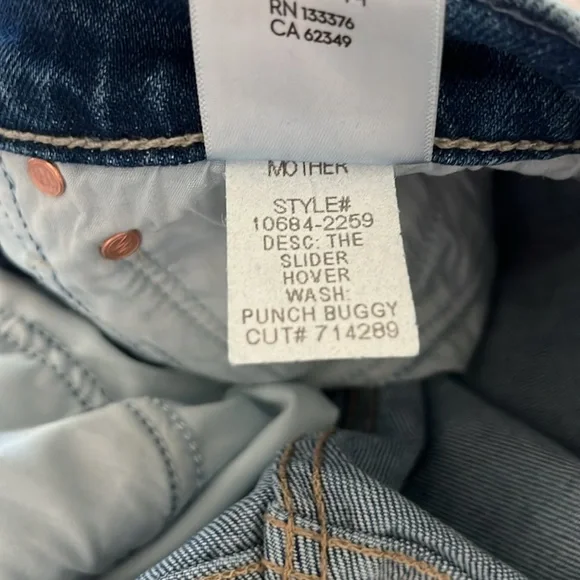 RN 133376
CA 62349
MOTHER
STYLE#
10684-2259
DESC: THE
SLIDER
HOVER
WASH:
PUNCH BUGGY
CUT# 714289